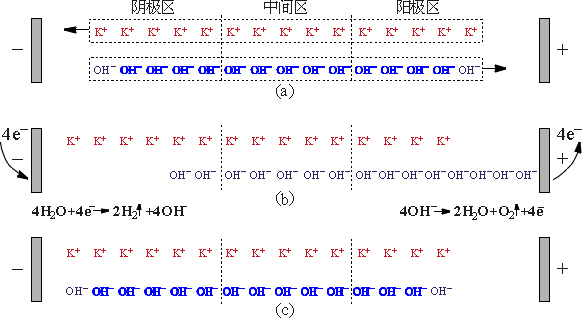 阴极区 中间区 阳极区
− K⁺ K⁺ K⁺ K⁺ K⁺ K⁺ K⁺ K⁺ K⁺ K⁺ K⁺ K⁺ K⁺ K⁺ K⁺ +
OH⁻ OH⁻ OH⁻ OH⁻ OH⁻ OH⁻ OH⁻ OH⁻ OH⁻ OH⁻ OH⁻ OH⁻ OH⁻ OH⁻ OH⁻
(a)
4e⁻ 4e⁻
− K⁺ K⁺ K⁺ K⁺ K⁺ K⁺ K⁺ K⁺ K⁺ K⁺ K⁺ K⁺ K⁺ K⁺ K⁺ +
OH⁻ OH⁻ OH⁻ OH⁻ OH⁻ OH⁻ OH⁻ OH⁻ OH⁻ OH⁻ OH⁻ OH⁻ OH⁻ OH⁻ OH⁻
(b)
4H₂O+4e⁻→2H₂↑+4OH⁻ 4OH⁻→2H₂O+O₂↑+4e⁻
− K⁺ K⁺ K⁺ K⁺ K⁺ K⁺ K⁺ K⁺ K⁺ K⁺ K⁺ K⁺ K⁺ K⁺ K⁺ +
OH⁻ OH⁻ OH⁻ OH⁻ OH⁻ OH⁻ OH⁻ OH⁻ OH⁻ OH⁻ OH⁻ OH⁻ OH⁻ OH⁻ OH⁻
(c)